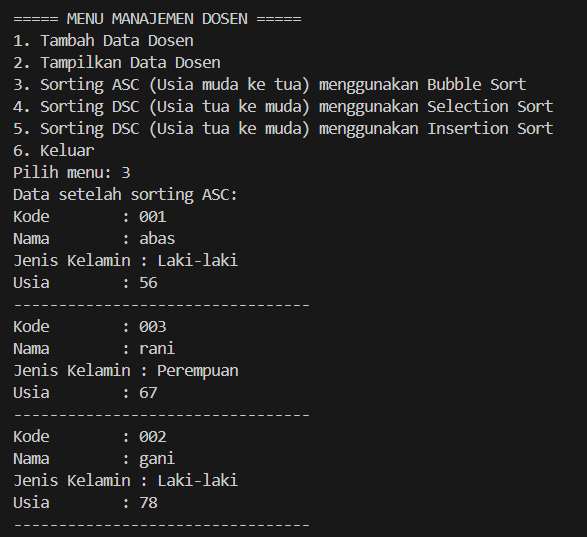 ===== MENU MANAJEMEN DOSEN =====
1. Tambah Data Dosen
2. Tampilkan Data Dosen
3. Sorting ASC (Usia muda ke tua) menggunakan Bubble Sort
4. Sorting DSC (Usia tua ke muda) menggunakan Selection Sort
5. Sorting DSC (Usia tua ke muda) menggunakan Insertion Sort
6. Keluar
Pilih menu: 3
Data setelah sorting ASC:
Kode        : 001
Nama        : abas
Jenis Kelamin : Laki-laki
Usia        : 56
---------------------------------
Kode        : 003
Nama        : rani
Jenis Kelamin : Perempuan
Usia        : 67
---------------------------------
Kode        : 002
Nama        : gani
Jenis Kelamin : Laki-laki
Usia        : 78
---------------------------------